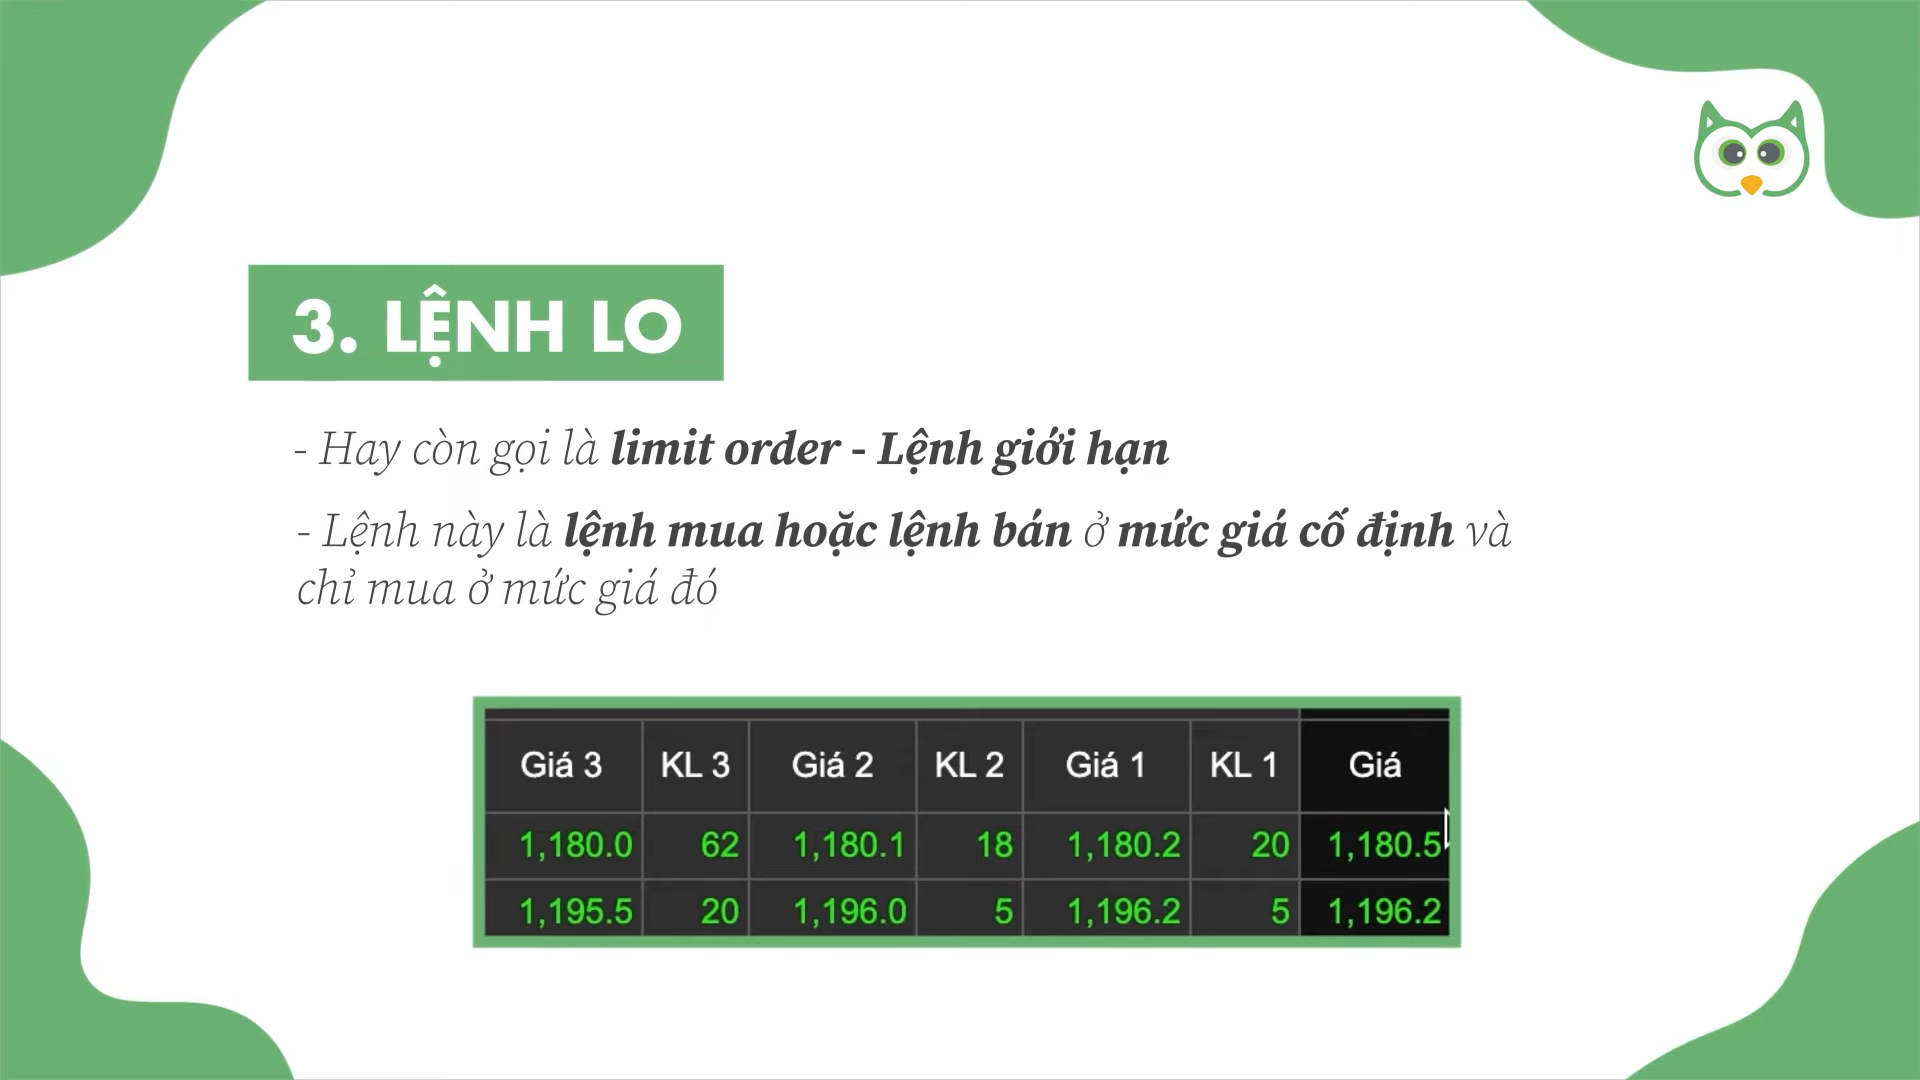 3. LỆNH LO
- Hay còn gọi là limit order - Lệnh giới hạn
- Lệnh này là lệnh mua hoặc lệnh bán ở mức giá cố định và
chỉ mua ở mức giá đó
Giá 3 KL 3 Giá 2 KL 2 Giá 1 KL 1 Giá
1,180.0 62 1,180.1 18 1,180.2 20 1,180.5
1,195.5 20 1,196.0 5 1,196.2 5 1,196.2